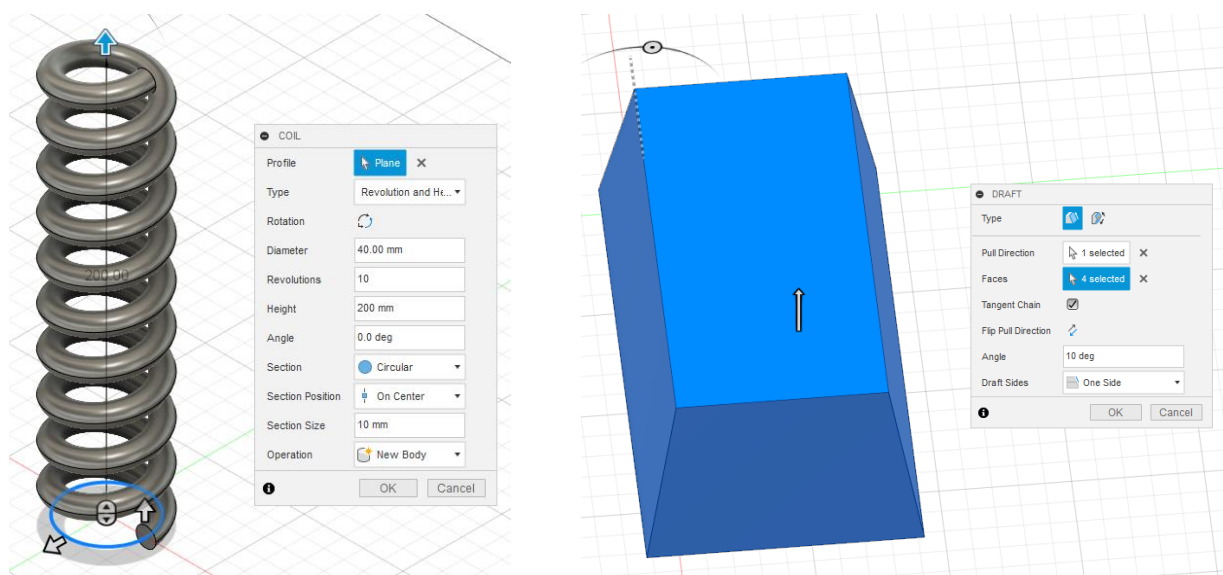 200.00
COIL
Profile Plane
Type Revolution and He...
Rotation
Diameter 40.00 mm
Revolutions 10
Height 200 mm
Angle 0.0 deg
Section Circular
Section Position On Center
Section Size 10 mm
Operation New Body
OK Cancel
DRAFT
Type
Pull Direction 1 selected
Faces 4 selected
Tangent Chain
Flip Pull Direction
Angle 10 deg
Draft Sides One Side
OK Cancel